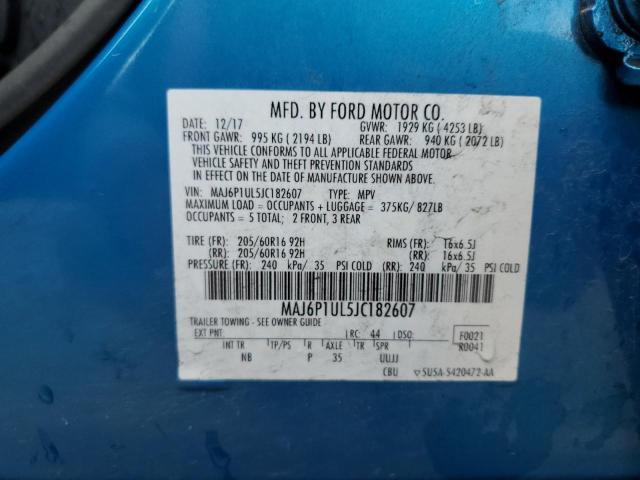 MFD. BY FORD MOTOR CO.
DATE: 12/17 GVWR: 1929 KG ( 4253 LB)
FRONT GAWR: 995 KG ( 2194 LB) REAR GAWR: 940 KG ( 2072 LB)
THIS VEHICLE CONFORMS TO ALL APPLICABLE FEDERAL MOTOR
VEHICLE SAFETY AND THEFT PREVENTION STANDARDS
IN EFFECT ON THE DATE OF MANUFACTURE SHOWN ABOVE.
VIN: MAJ6P1UL5JC182607 TYPE: MPV
MAXIMUM LOAD = OCCUPANTS + LUGGAGE = 375KG/ 827LB
OCCUPANTS = 5 TOTAL; 2 FRONT, 3 REAR
TIRE (FR): 205/60R16 92H RIMS (FR): 16x6.5J
(RR): 205/60R16 92H (RR): 16x6.5J
PRESSURE (FR): 240 kPa/ 35 PSI COLD (RR): 240 kPa/ 35 PSI COLD
MAJ6P1UL5JC182607
TRAILER TOWING - SEE OWNER GUIDE
EXT PNT RC: 44 DSO: F0021
INT TR TP/PS R AXLE TR SPR R0041
NB P 35 UUJJ
CBU 5U5A-5420472-AA